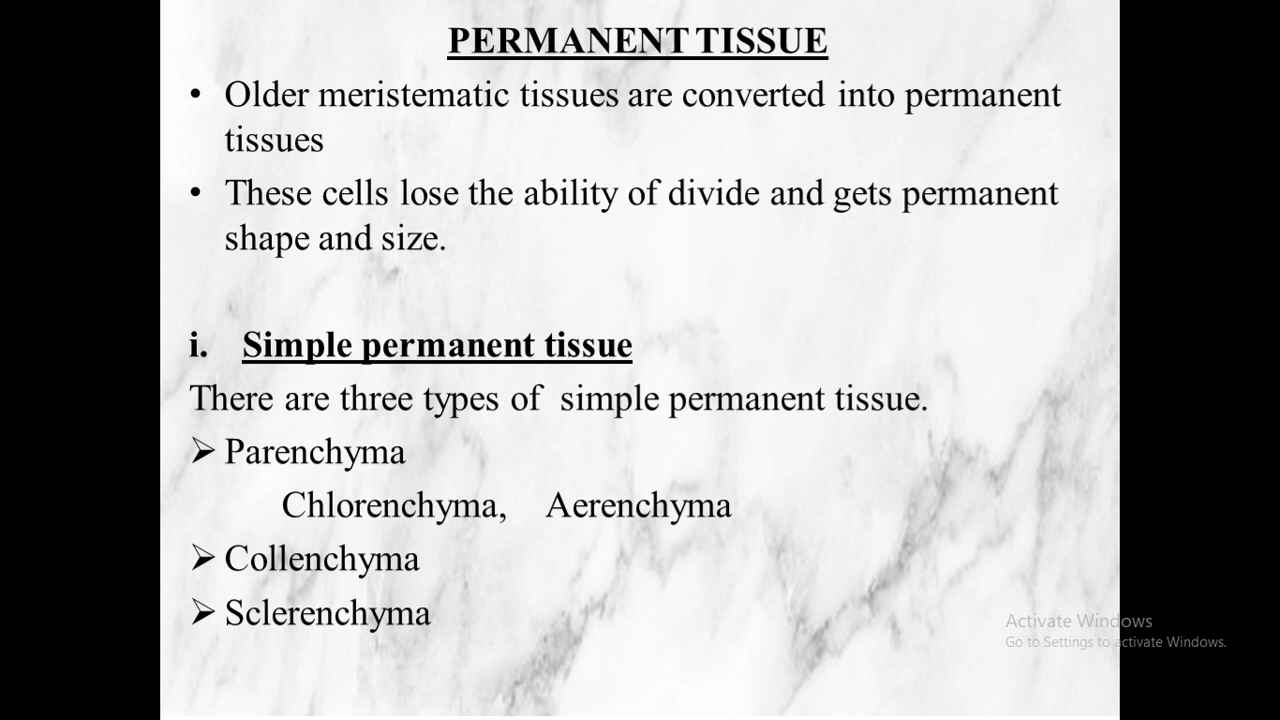 PERMANENT TISSUE
• Older meristematic tissues are converted into permanent
tissues
• These cells lose the ability of divide and gets permanent
shape and size.
i. Simple permanent tissue
There are three types of simple permanent tissue.
➢ Parenchyma
Chlorenchyma, Aerenchyma
➢ Collenchyma
➢ Sclerenchyma
Activate Windows
Go to Settings to activate Windows.